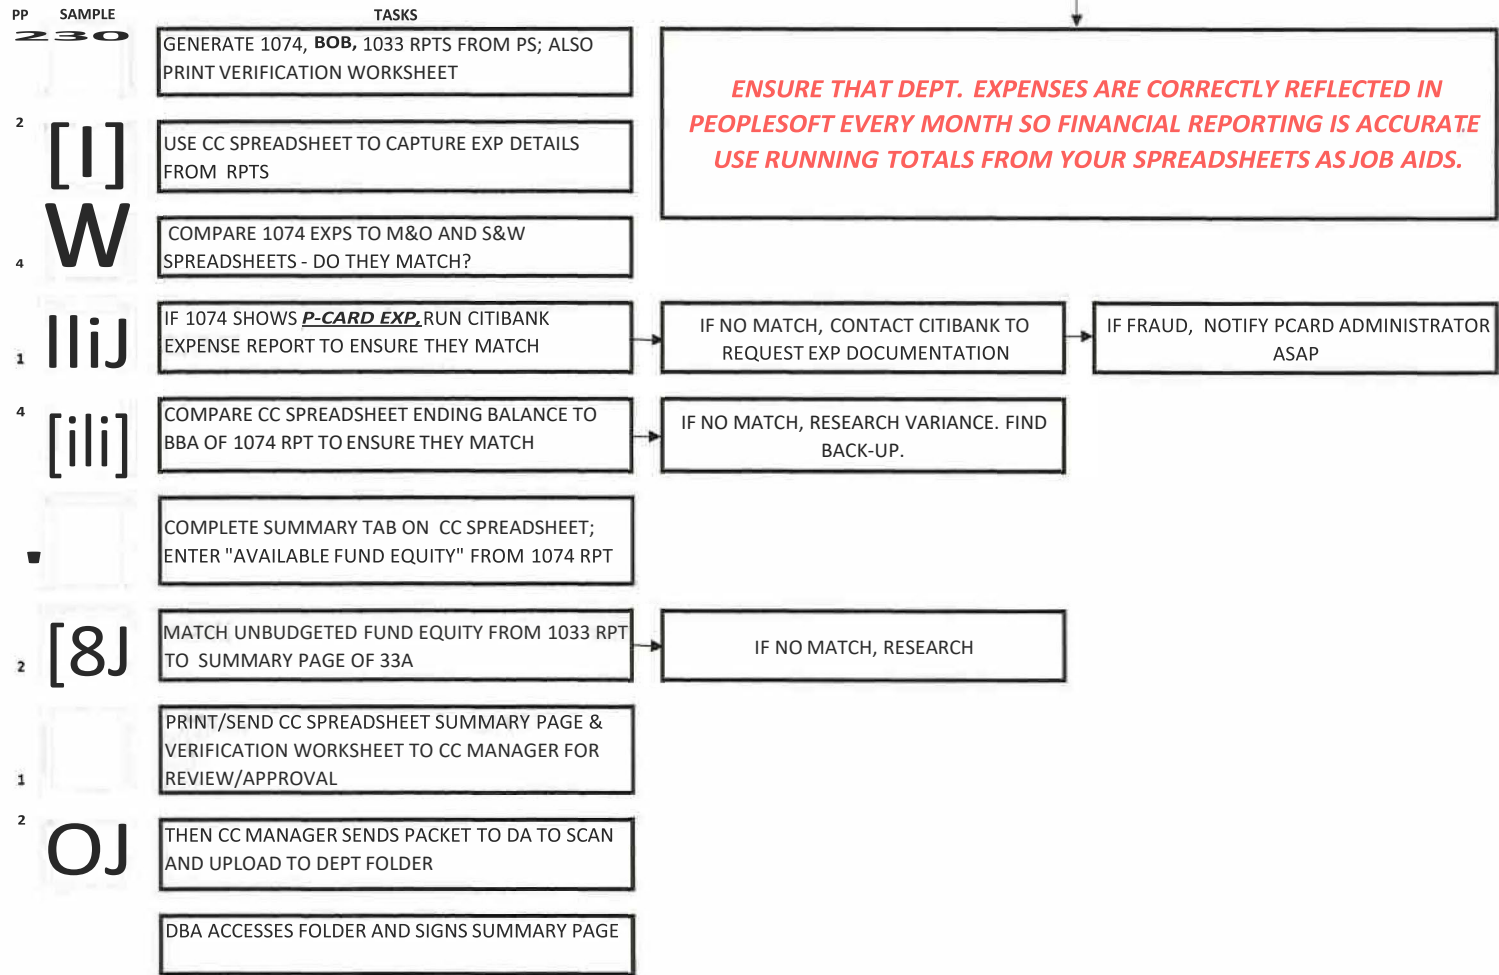 PP SAMPLE TASKS
230
GENERATE 1074, BOB, 1033 RPTS FROM PS; ALSO
PRINT VERIFICATION WORKSHEET
ENSURE THAT DEPT. EXPENSES ARE CORRECTLY REFLECTED IN
PEOPLESOFT EVERY MONTH SO FINANCIAL REPORTING IS ACCURATE.
USE RUNNING TOTALS FROM YOUR SPREADSHEETS AS JOB AIDS.
2
[I]
USE CC SPREADSHEET TO CAPTURE EXP DETAILS
FROM RPTS
4
W
COMPARE 1074 EXPS TO M&O AND S&W
SPREADSHEETS - DO THEY MATCH?
1
lliJ
IF 1074 SHOWS P-CARD EXP, RUN CITIBANK
EXPENSE REPORT TO ENSURE THEY MATCH
IF NO MATCH, CONTACT CITIBANK TO
REQUEST EXP DOCUMENTATION
IF FRAUD, NOTIFY PCARD ADMINISTRATOR
ASAP
4
[ili]
COMPARE CC SPREADSHEET ENDING BALANCE TO
BBA OF 1074 RPT TO ENSURE THEY MATCH
IF NO MATCH, RESEARCH VARIANCE. FIND
BACK-UP.
COMPLETE SUMMARY TAB ON CC SPREADSHEET;
ENTER "AVAILABLE FUND EQUITY" FROM 1074 RPT
2
[8J
MATCH UNBUDGETED FUND EQUITY FROM 1033 RPT
TO SUMMARY PAGE OF 33A
IF NO MATCH, RESEARCH
1
PRINT/SEND CC SPREADSHEET SUMMARY PAGE &
VERIFICATION WORKSHEET TO CC MANAGER FOR
REVIEW/APPROVAL
2
OJ
THEN CC MANAGER SENDS PACKET TO DA TO SCAN
AND UPLOAD TO DEPT FOLDER
DBA ACCESSES FOLDER AND SIGNS SUMMARY PAGE